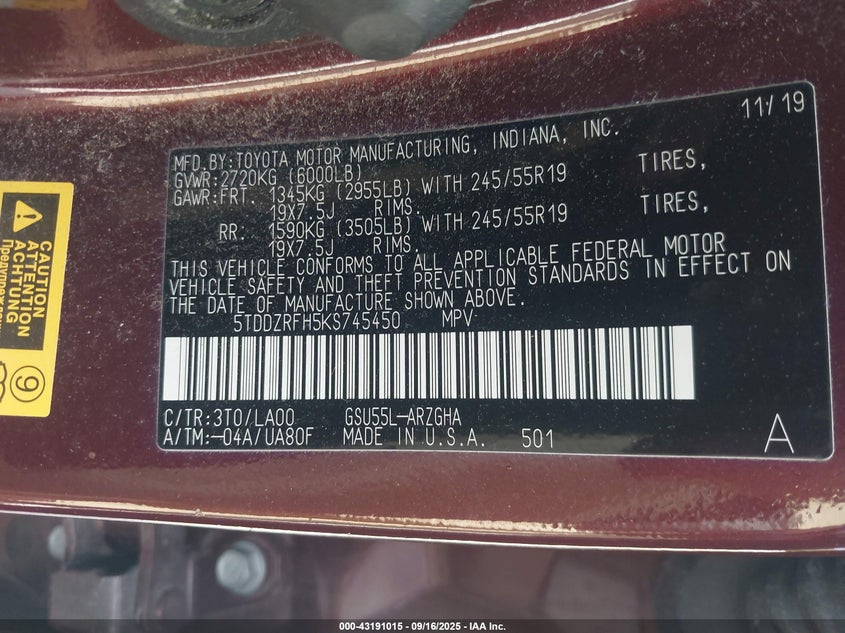 11/19
MFD.BY:TOYOTA MOTOR MANUFACTURING, INDIANA, INC.
GVWR:2720KG (6000LB)
GAWR:FRT. 1345KG (2955LB) WITH 245/55R19 TIRES,
19X7.5J RIMS.
RR: 1590KG (3505LB) WITH 245/55R19 TIRES,
19X7.5J RIMS.
THIS VEHICLE CONFORMS TO ALL APPLICABLE FEDERAL MOTOR
VEHICLE SAFETY AND THEFT PREVENTION STANDARDS IN EFFECT ON
THE DATE OF MANUFACTURE SHOWN ABOVE.
5TDDZRFH5KS745450 MPV
C/TR:3T0/LA00 GSU55L-ARZGHA
A/TM:-04A/UA80F MADE IN U.S.A. 501
A
CAUTION
ATTENTION
ACHTUNG
9
000-43191015 - 09/16/2025 - IAA Inc.